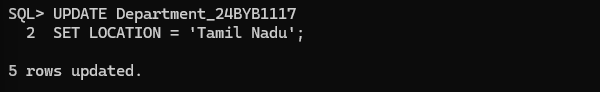 SQL> UPDATE Department_24BYB1117
  2  SET LOCATION = 'Tamil Nadu';
5 rows updated.